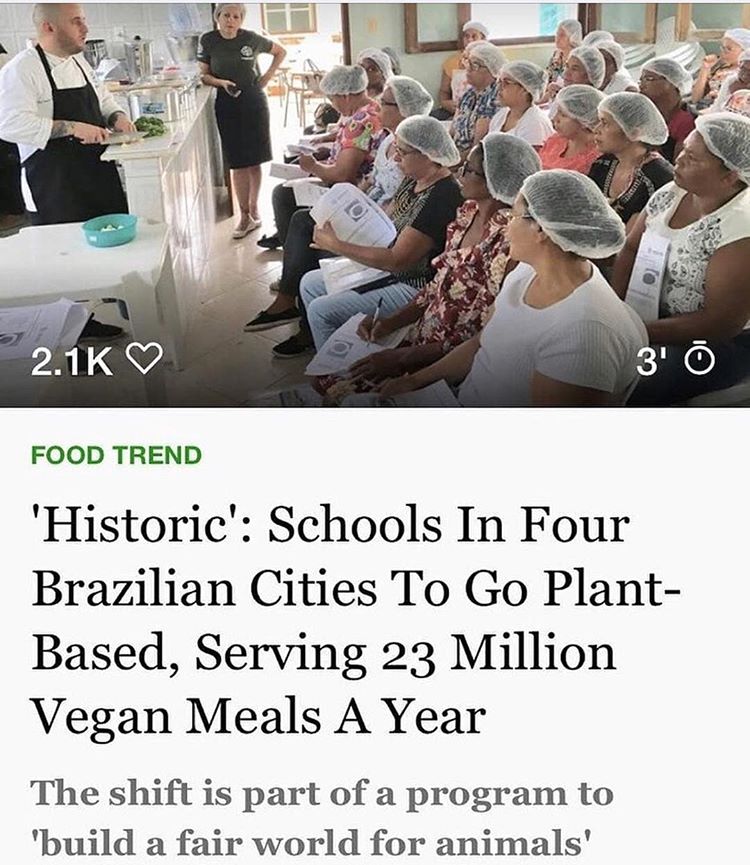 2.1K
3'
FOOD TREND
'Historic': Schools In Four
Brazilian Cities To Go Plant-
Based, Serving 23 Million
Vegan Meals A Year
The shift is part of a program to
'build a fair world for animals'